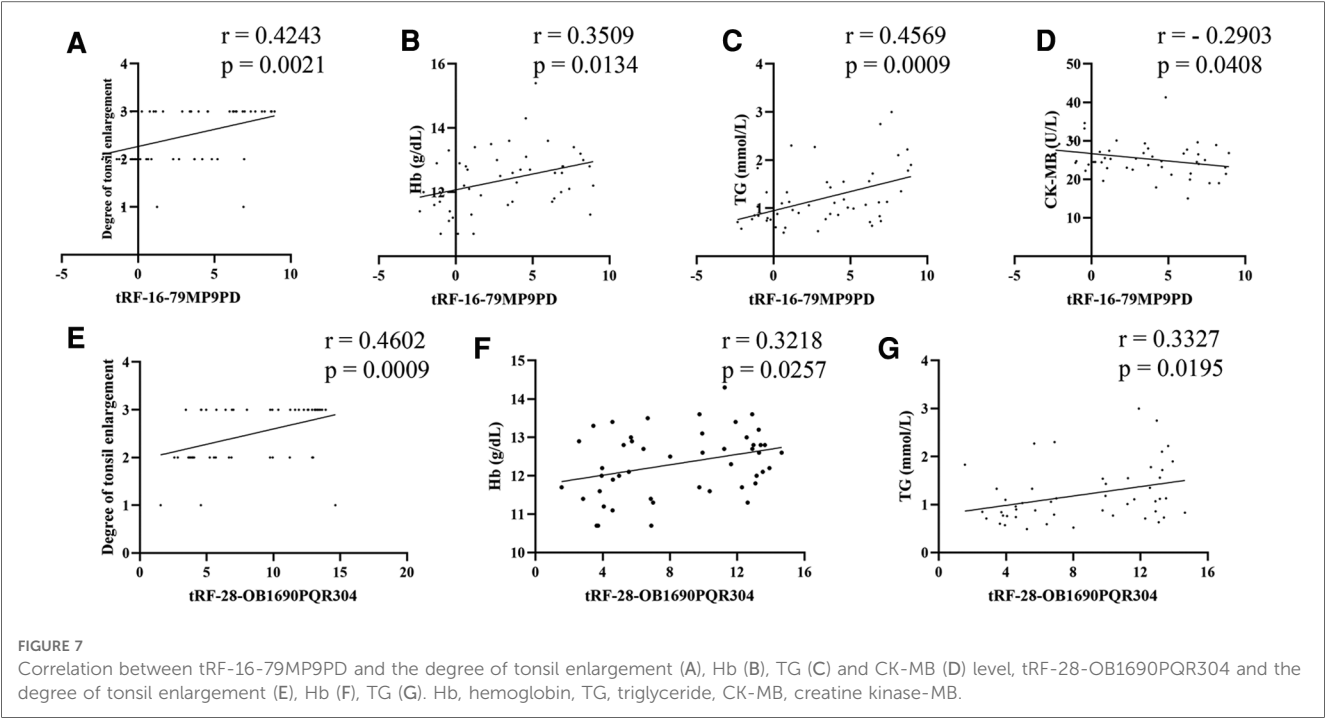 A
r = 0.4243
p = 0.0021
Degree of tonsil enlargement
4
3
2
1
-5
0
5
10
tRF-16-79MP9PD
B
r = 0.3509
p = 0.0134
Hb (g/dL)
16
14
12
-5
0
5
10
tRF-16-79MP9PD
C
r = 0.4569
p = 0.0009
TG (mmol/L)
4
3
2
1
-5
0
5
10
tRF-16-79MP9PD
D
r = - 0.2903
p = 0.0408
CK-MB (U/L)
50
40
30
20
10
-5
0
5
10
tRF-16-79MP9PD
E
r = 0.4602
p = 0.0009
Degree of tonsil enlargement
4
3
2
1
0
0
5
10
15
20
tRF-28-OB1690PQR304
F
r = 0.3218
p = 0.0257
Hb (g/dL)
15
14
13
12
11
10
0
4
8
12
16
tRF-28-OB1690PQR304
G
r = 0.3327
p = 0.0195
TG (mmol/L)
4
3
2
1
0
0
4
8
12
16
tRF-28-OB1690PQR304
FIGURE 7
Correlation between tRF-16-79MP9PD and the degree of tonsil enlargement (A), Hb (B), TG (C) and CK-MB (D) level, tRF-28-OB1690PQR304 and the
degree of tonsil enlargement (E), Hb (F), TG (G). Hb, hemoglobin, TG, triglyceride, CK-MB, creatine kinase-MB.